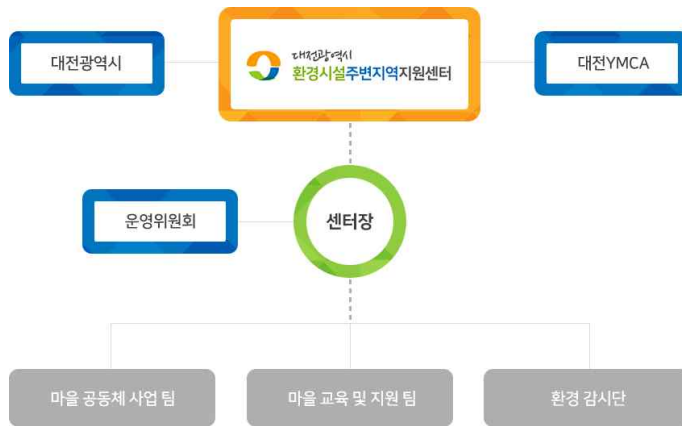 대전광역시
대전광역시
환경시설주변지역지원센터
대전YMCA
운영위원회
센터장
마을 공동체 사업 팀
마을 교육 및 지원 팀
환경 감시단